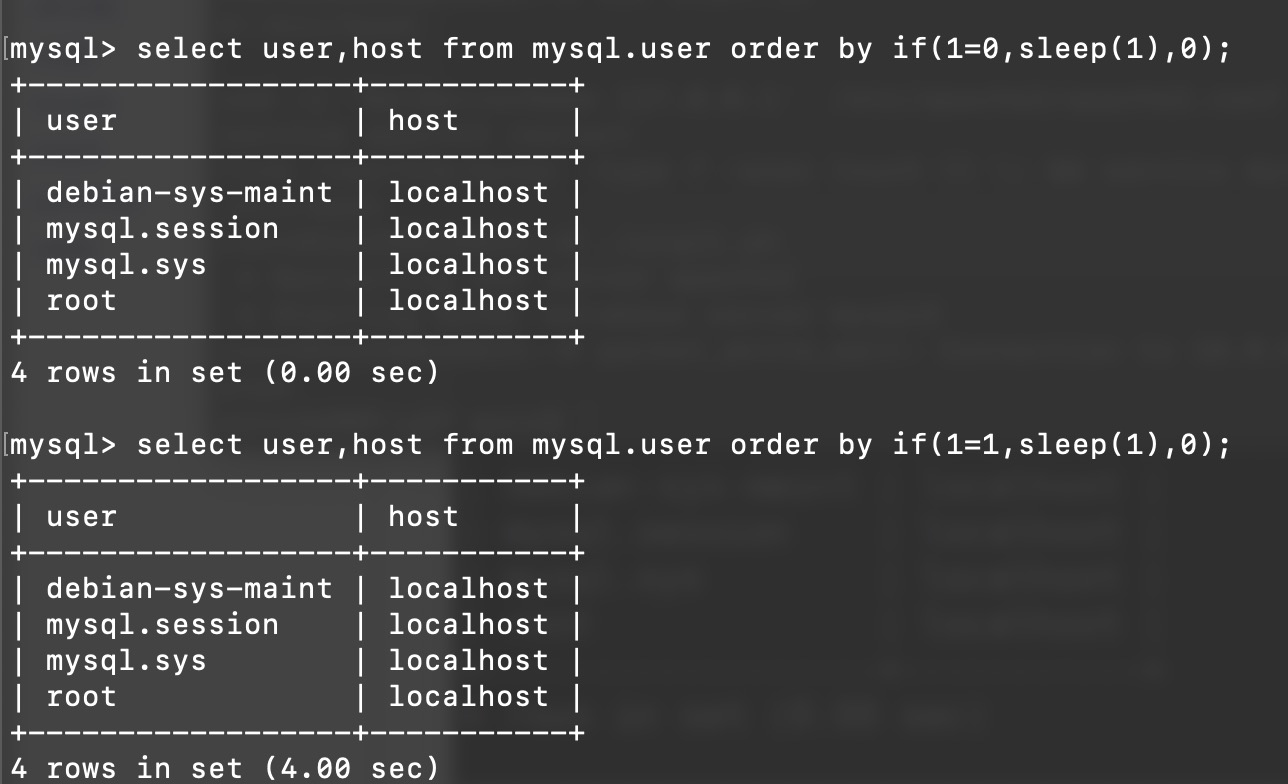 [mysql> select user,host from mysql.user order by if(1=0,sleep(1),0);
+-----------------+-----------+
| user            | host      |
+-----------------+-----------+
| debian-sys-maint | localhost |
| mysql.session   | localhost |
| mysql.sys       | localhost |
| root            | localhost |
+-----------------+-----------+
4 rows in set (0.00 sec)
[mysql> select user,host from mysql.user order by if(1=1,sleep(1),0);
+-----------------+-----------+
| user            | host      |
+-----------------+-----------+
| debian-sys-maint | localhost |
| mysql.session   | localhost |
| mysql.sys       | localhost |
| root            | localhost |
+-----------------+-----------+
4 rows in set (4.00 sec)